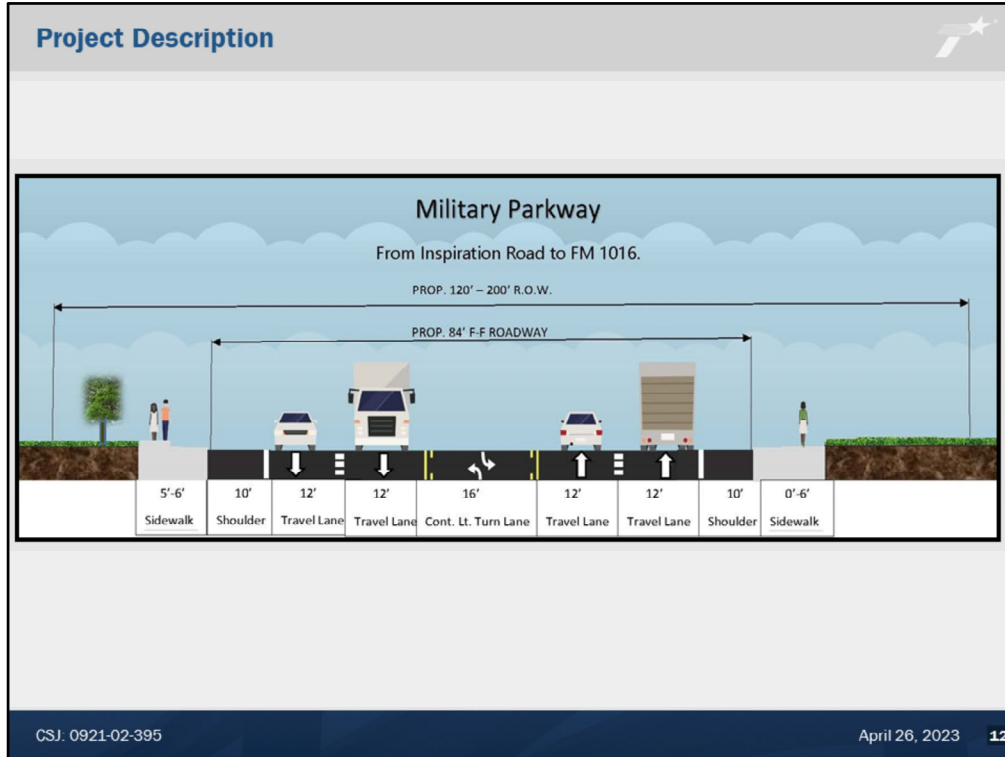 Project Description
Military Parkway
From Inspiration Road to FM 1016.
PROP. 120' – 200' R.O.W.
PROP. 84' F-F ROADWAY
5'-6' 10' 12' 12' 16' 12' 12' 10' 0'-6'
Sidewalk Shoulder Travel Lane Travel Lane Cont. Lt. Turn Lane Travel Lane Travel Lane Shoulder Sidewalk
CSJ: 0921-02-395 April 26, 2023 12